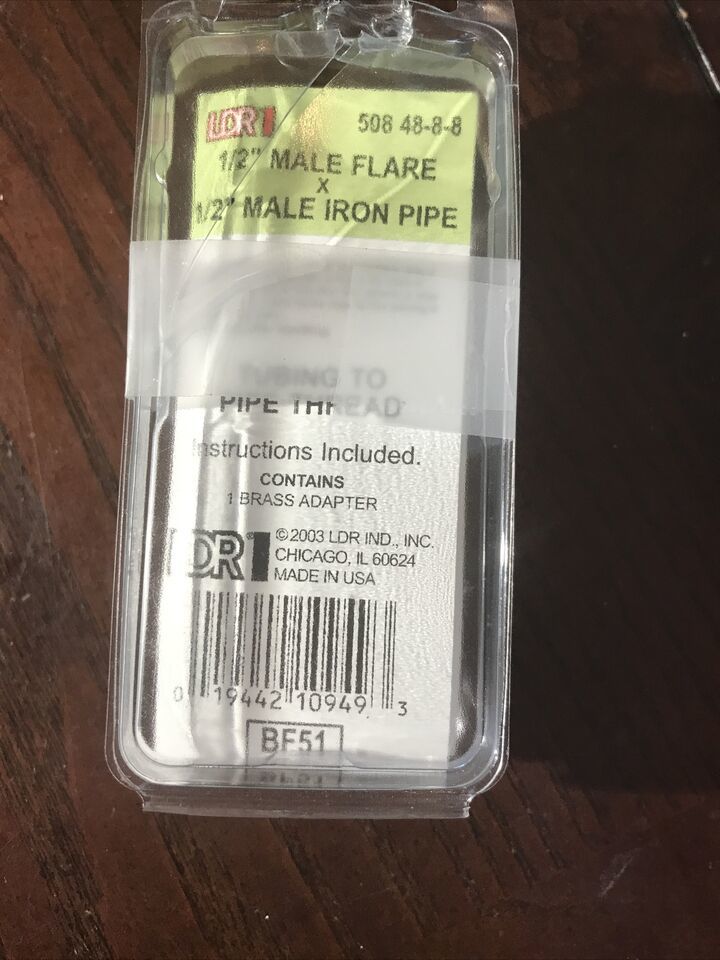 LDR
508 48-8-8
1/2" MALE FLARE
X
1/2" MALE IRON PIPE
TUBING TO
PIPE THREAD
Instructions Included.
CONTAINS
1 BRASS ADAPTER
LDR
©2003 LDR IND., INC.
CHICAGO, IL 60624
MADE IN USA
0 19442 10949 3
BF51